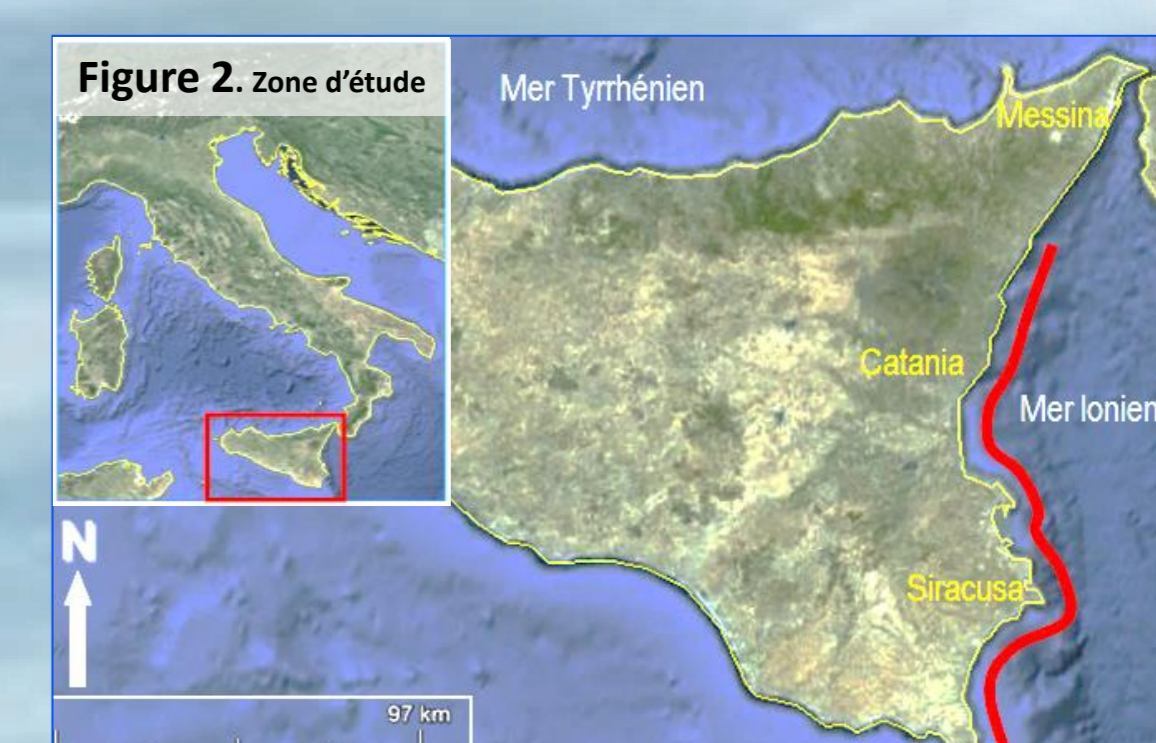 Figure 2. Zone d'étude
Mer Tyrrhénien
Messina
Catania
Mer Ionien
Siracusa
N
97 km